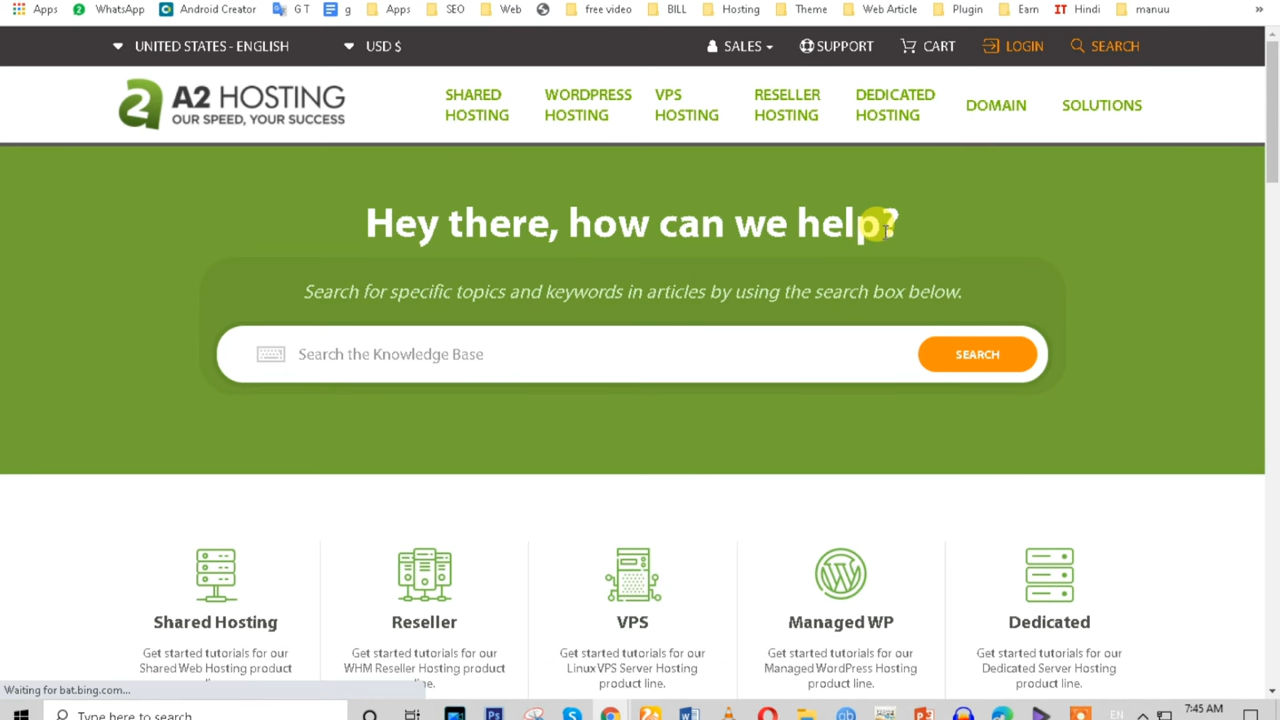 Apps WhatsApp Android Creator G T g Apps SEO Web free video BILL Hosting Theme Web Article Plugin Earn IT Hindi manuu »
UNITED STATES - ENGLISH USD $ SALES SUPPORT CART LOGIN SEARCH
A2 HOSTING
OUR SPEED, YOUR SUCCESS
SHARED HOSTING
WORDPRESS HOSTING
VPS HOSTING
RESELLER HOSTING
DEDICATED HOSTING
DOMAIN
SOLUTIONS
Hey there, how can we help?
Search for specific topics and keywords in articles by using the search box below.
Search the Knowledge Base SEARCH
Shared Hosting
Get started tutorials for our
Shared Web Hosting product
line.
Reseller
Get started tutorials for our
WHM Reseller Hosting product
line.
VPS
Get started tutorials for our
Linux VPS Server Hosting
product line.
Managed WP
Get started tutorials for our
Managed WordPress Hosting
product line.
Dedicated
Get started tutorials for our
Dedicated Server Hosting
product line.
Waiting for bat.bing.com...
Type here to search
EN
7:45 AM